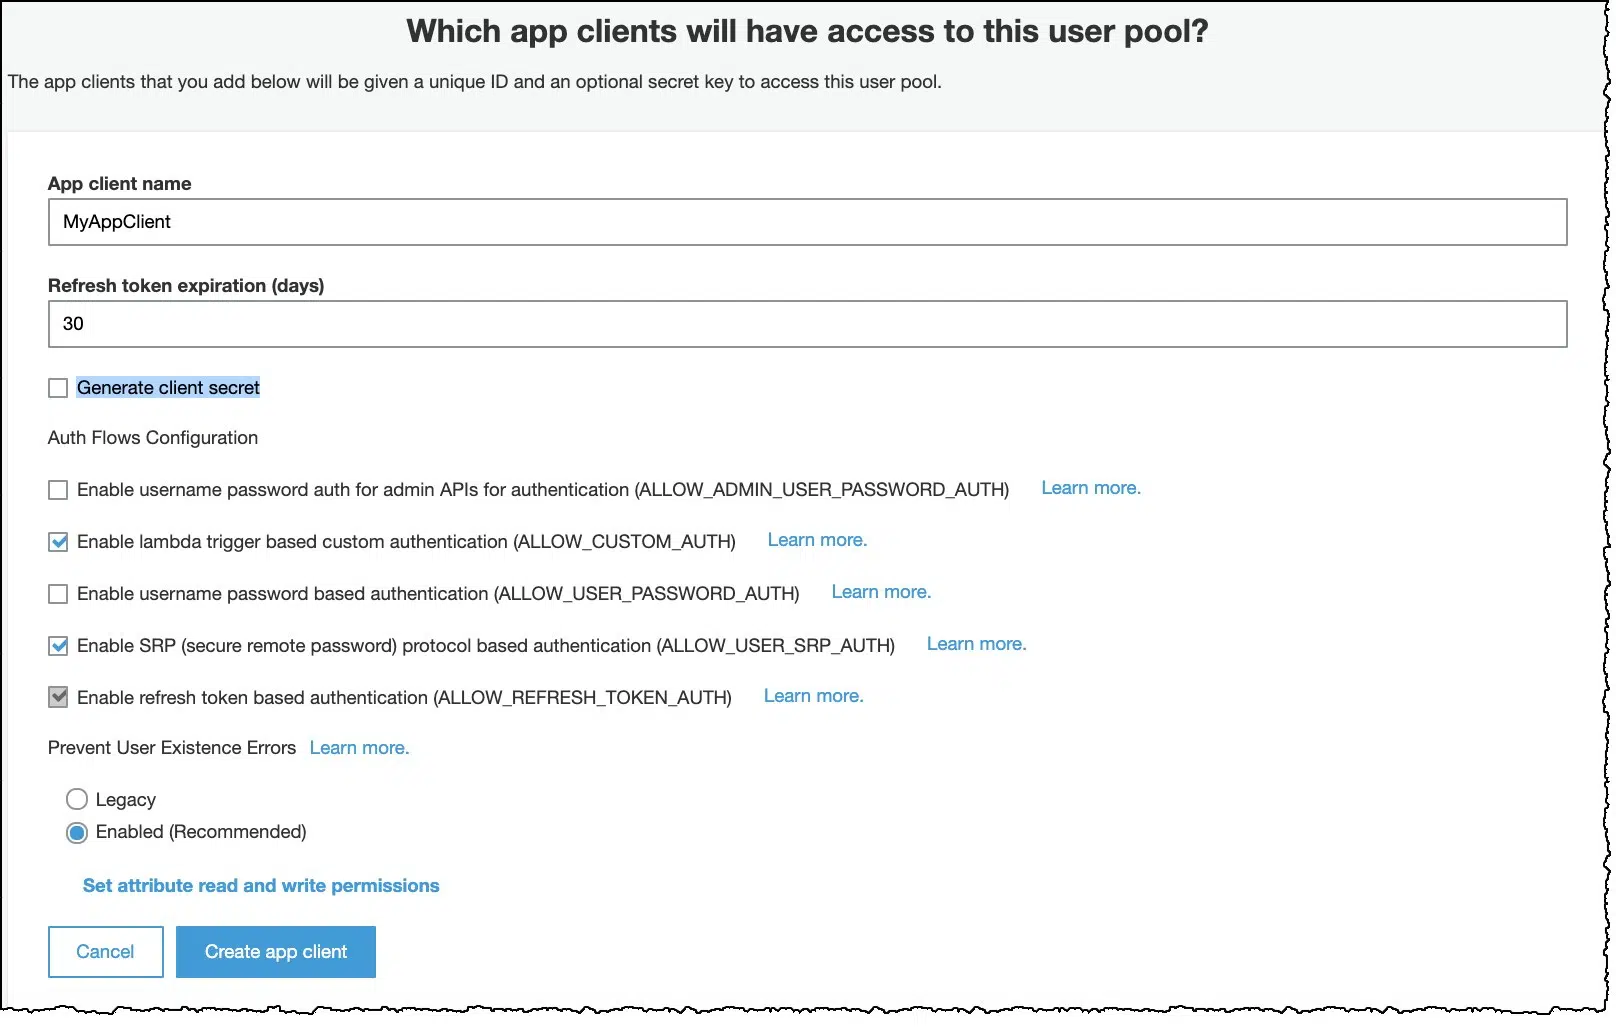 Which app clients will have access to this user pool?
The app clients that you add below will be given a unique ID and an optional secret key to access this user pool.
App client name
MyAppClient
Refresh token expiration (days)
30
Generate client secret
Auth Flows Configuration
Enable username password auth for admin APIs for authentication (ALLOW_ADMIN_USER_PASSWORD_AUTH) Learn more.
Enable lambda trigger based custom authentication (ALLOW_CUSTOM_AUTH) Learn more.
Enable username password based authentication (ALLOW_USER_PASSWORD_AUTH) Learn more.
Enable SRP (secure remote password) protocol based authentication (ALLOW_USER_SRP_AUTH) Learn more.
Enable refresh token based authentication (ALLOW_REFRESH_TOKEN_AUTH) Learn more.
Prevent User Existence Errors Learn more.
Legacy
Enabled (Recommended)
Set attribute read and write permissions
Cancel Create app client